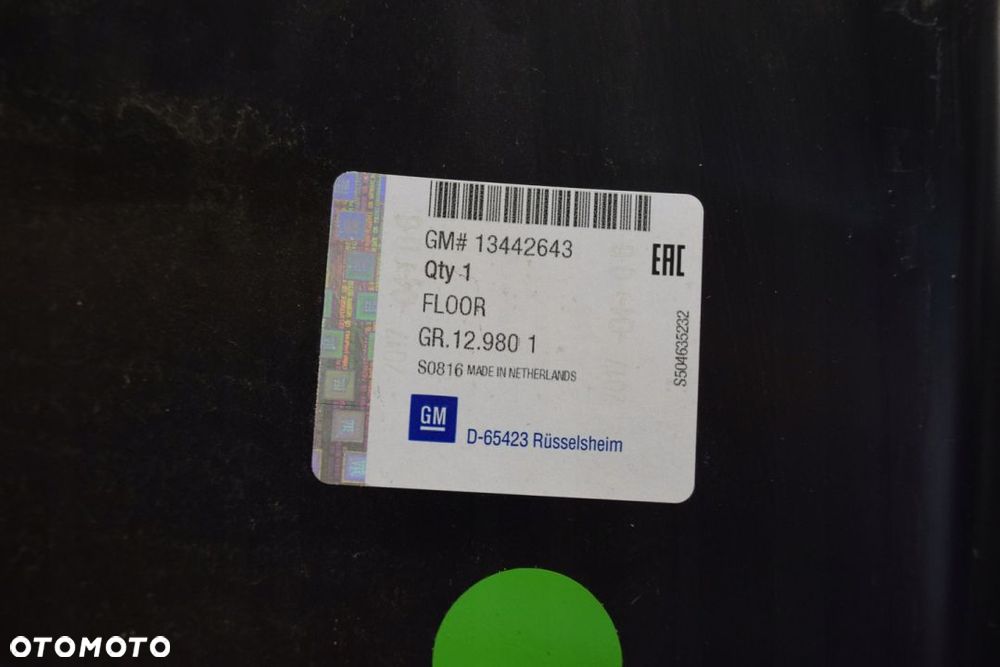 GM# 13442643
EAC
Qty 1
FLOOR
GR.12.980 1
S0816 MADE IN NETHERLANDS
S504635232
GM
D-65423 Rüsselsheim
OTOMOTO